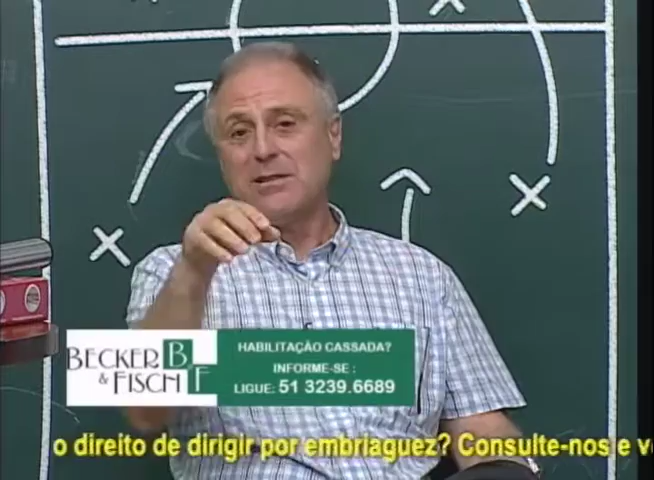 BECKER
& FISCH
B
F
HABILITAÇÃO CASSADA?
INFORME-SE :
LIGUE: 51 3239.6689
o direito de dirigir por embriaguez? Consulte-nos e v